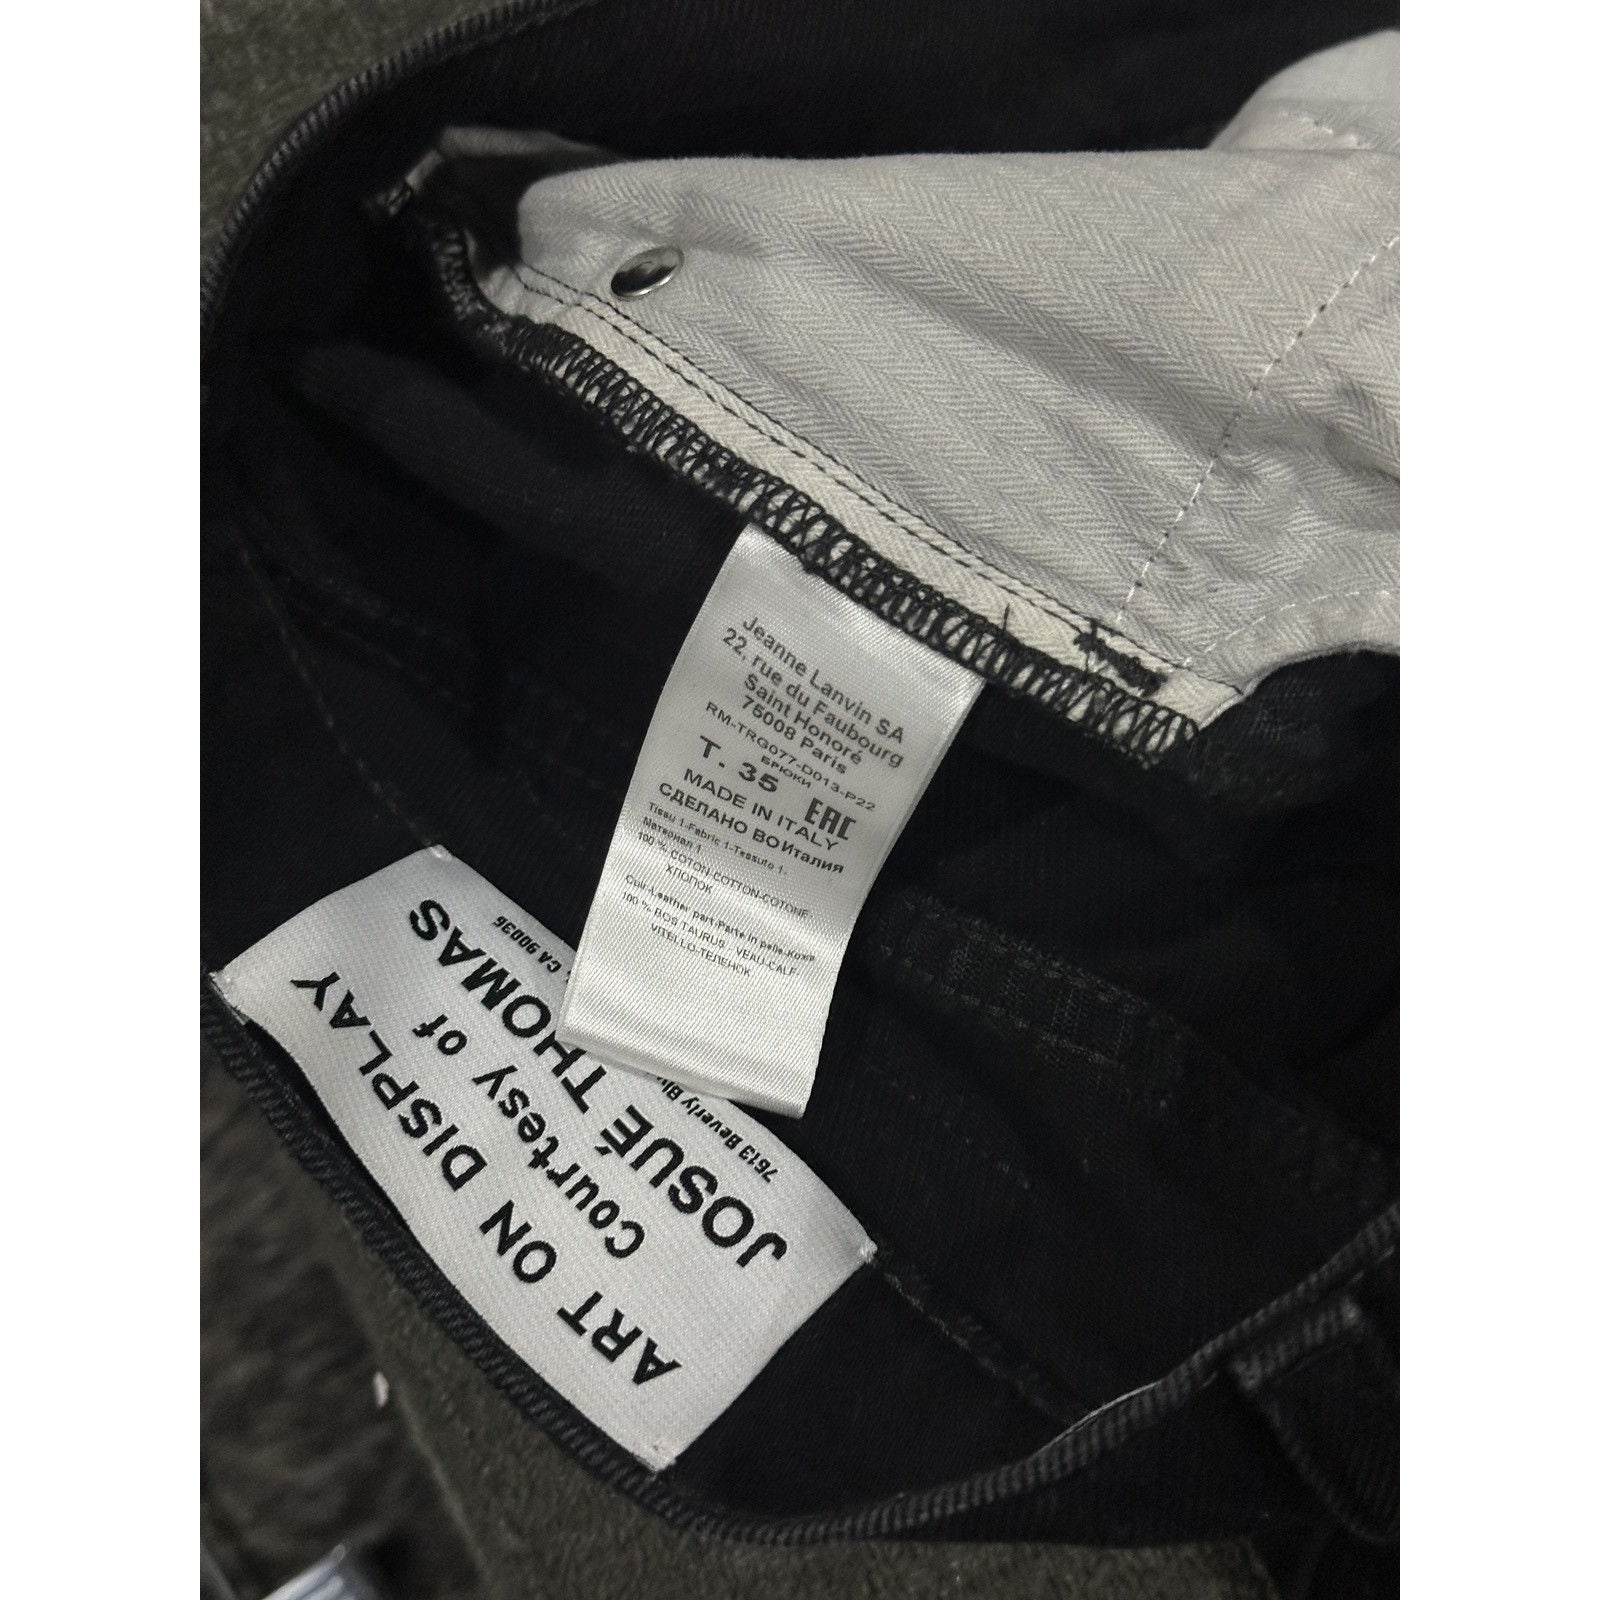 Jeanne Lanvin SA
22, rue du Faubourg
Saint Honoré
75008 Paris
RM-TRG077-D013-P22
БРЮКИ
T. 35
EAC
MADE IN ITALY
СДЕЛАНО ВО Италия
Tissu 1-Fabric 1-Tessuto 1-
Материал 1
100 % COTON-COTTON-COTONE-
ХЛОПОК
Cuir-Leather part-Parte in pelle-Кожа
100 % BOS TAURUS VEAU-CALF
VITELLO-ТЕЛЕНОК
ART ON DISPLAY
Courtesy of
JOSUÉ THOMAS
7613 Beverly CA 90036